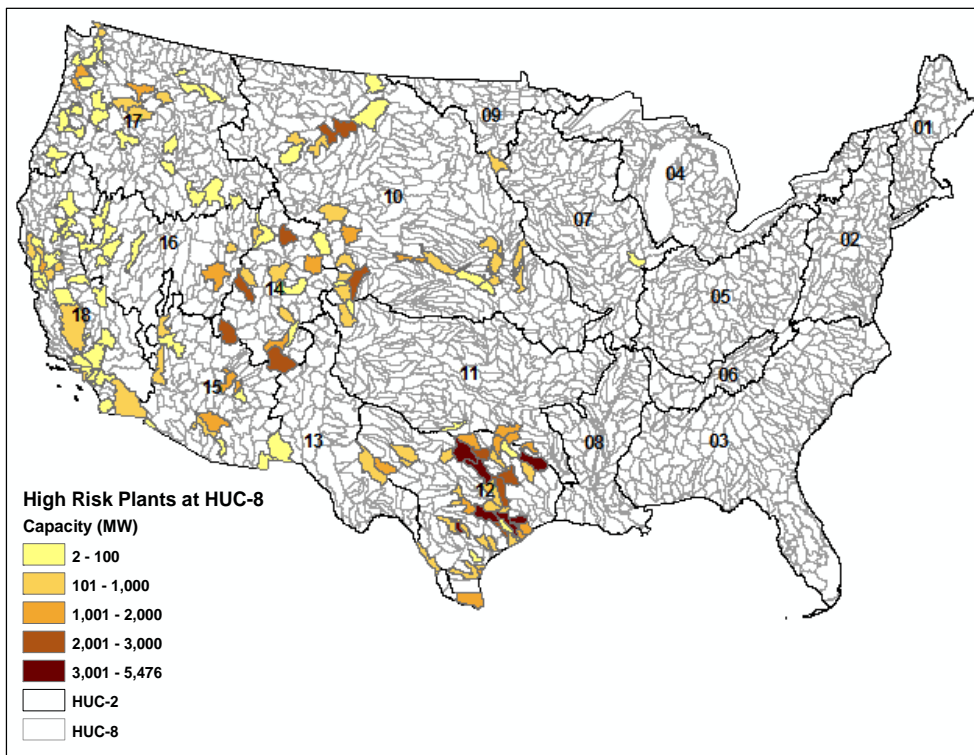 01
09
17
04
10
07
02
16
14
05
18
11
06
15
13
08
03
12
High Risk Plants at HUC-8
Capacity (MW)
2 - 100
101 - 1,000
1,001 - 2,000
2,001 - 3,000
3,001 - 5,476
HUC-2
HUC-8